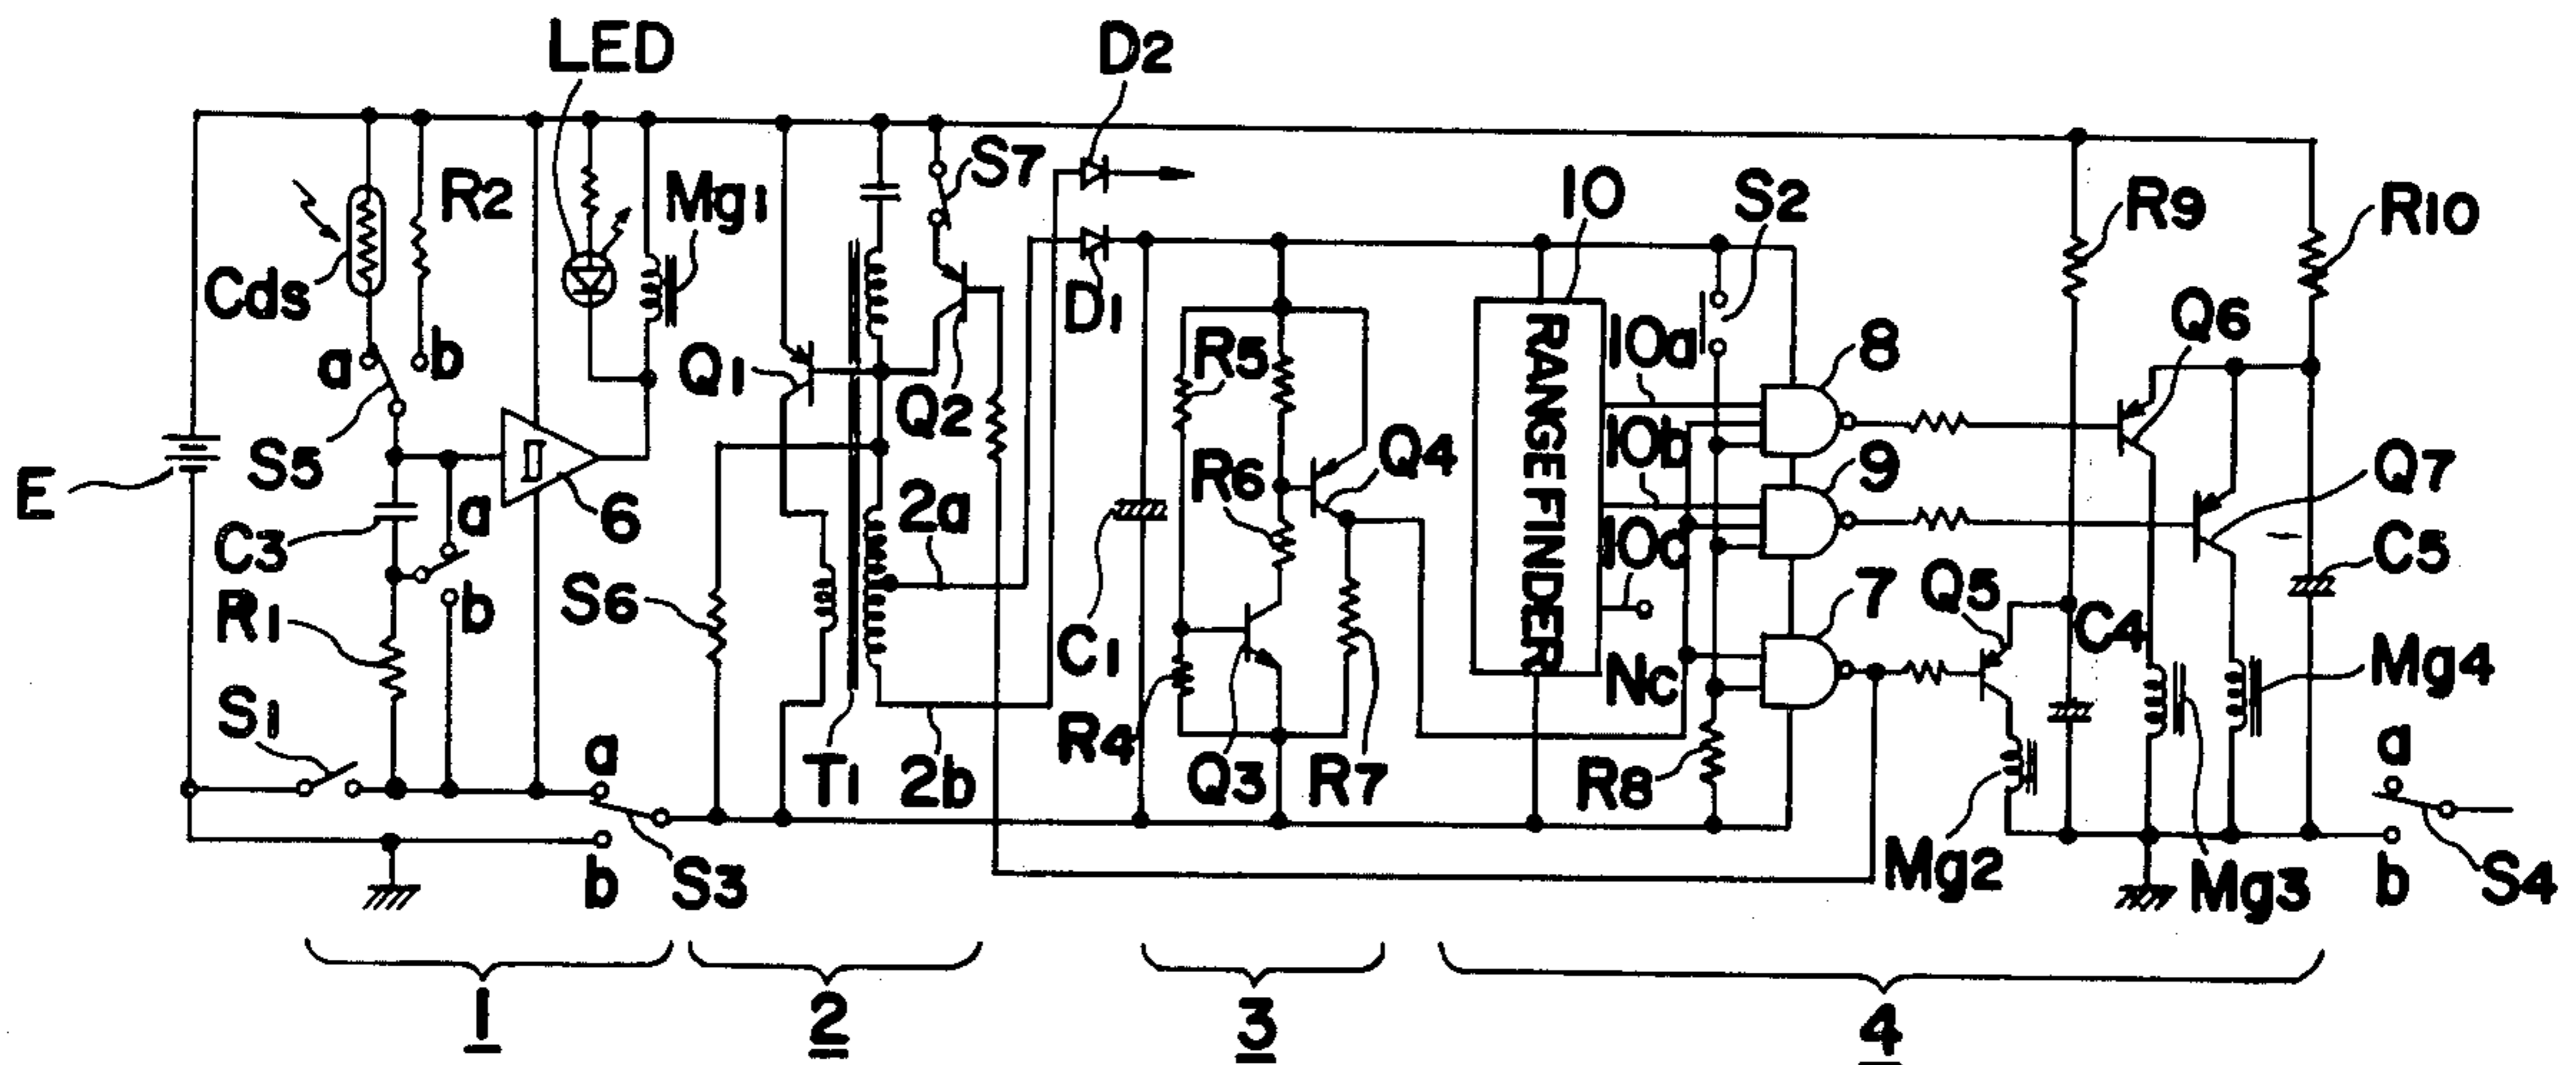 LED
D2
S7
R2
Mg1
10
S2
R9
R10
Cds
D1
10a
8
Q6
a
b
Q1
R5
Q2
Q4
S5
10b
9
Q7
E
R6
2a
C3
a
6
10c
C5
R1
b
S6
7
Q5
C1
C4
RANGE FINDER
Nc
Mg4
S1
R4
a
T1
2b
Q3
R7
R8
a
b
S3
Mg2
Mg3
b
S4
1
2
3
4